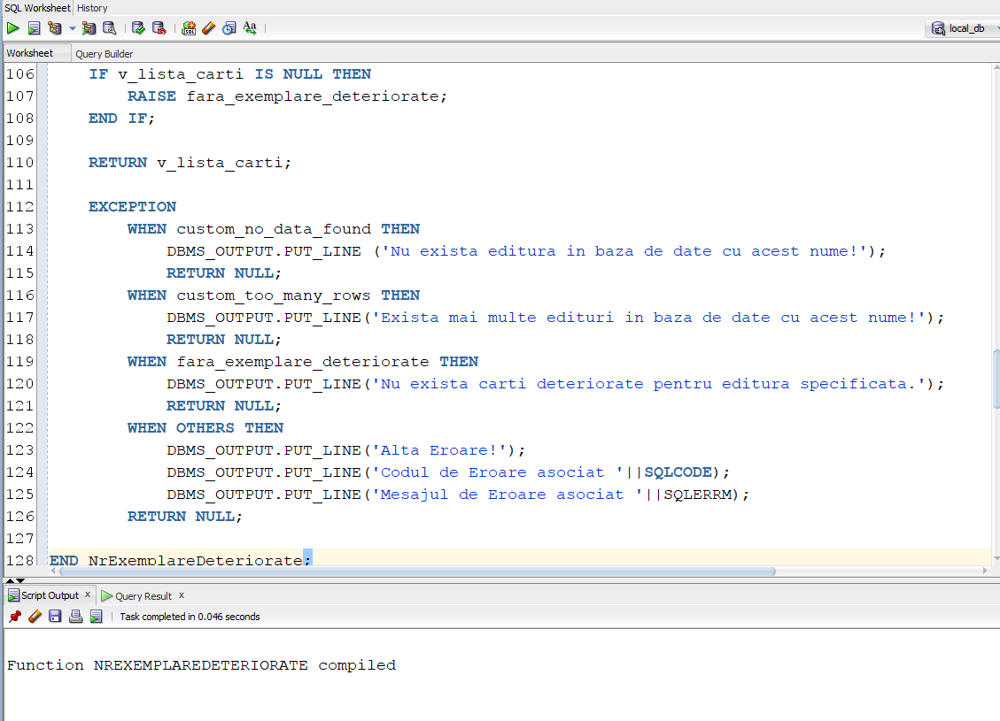 SQL Worksheet History
local_db
Worksheet Query Builder
106 IF v_lista_carti IS NULL THEN
107 RAISE fara_exemplare_deteriorate;
108 END IF;
109
110 RETURN v_lista_carti;
111
112 EXCEPTION
113 WHEN custom_no_data_found THEN
114 DBMS_OUTPUT.PUT_LINE ('Nu exista editura in baza de date cu acest nume!');
115 RETURN NULL;
116 WHEN custom_too_many_rows THEN
117 DBMS_OUTPUT.PUT_LINE('Exista mai multe edituri in baza de date cu acest nume!');
118 RETURN NULL;
119 WHEN fara_exemplare_deteriorate THEN
120 DBMS_OUTPUT.PUT_LINE('Nu exista carti deteriorate pentru editura specificata.');
121 RETURN NULL;
122 WHEN OTHERS THEN
123 DBMS_OUTPUT.PUT_LINE('Alta Eroare!');
124 DBMS_OUTPUT.PUT_LINE('Codul de Eroare asociat '||SQLCODE);
125 DBMS_OUTPUT.PUT_LINE('Mesajul de Eroare asociat '||SQLERRM);
126 RETURN NULL;
127
128 END NrExemplareDeteriorate;
Script Output x Query Result x
Task completed in 0.046 seconds
Function NREXEMPLAREDETERIORATE compiled